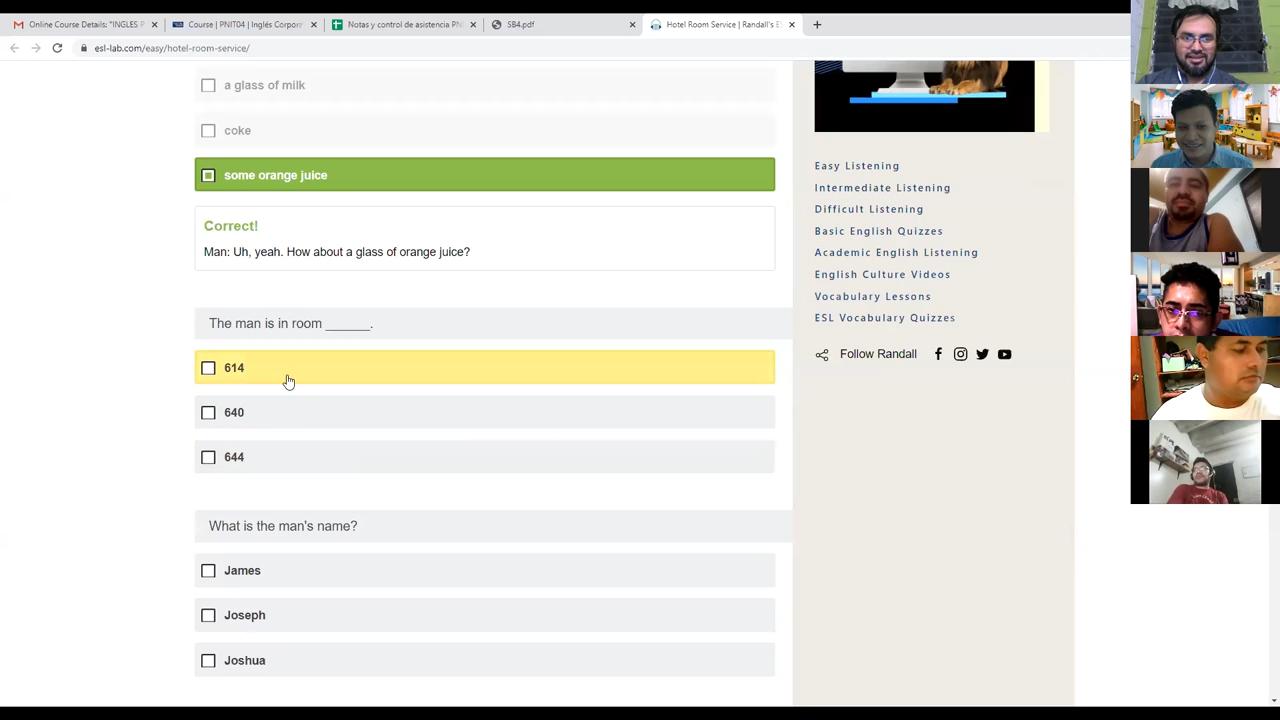 Online Course Details: "INGLES P
Course | PNIT04 | Inglés Corpor
Notas y control de asistencia PN
SB4.pdf
Hotel Room Service | Randall's E
esl-lab.com/easy/hotel-room-service/
a glass of milk
coke
some orange juice
Correct!
Man: Uh, yeah. How about a glass of orange juice?
The man is in room ______.
614
640
644
What is the man's name?
James
Joseph
Joshua
Easy Listening
Intermediate Listening
Difficult Listening
Basic English Quizzes
Academic English Listening
English Culture Videos
Vocabulary Lessons
ESL Vocabulary Quizzes
Follow Randall